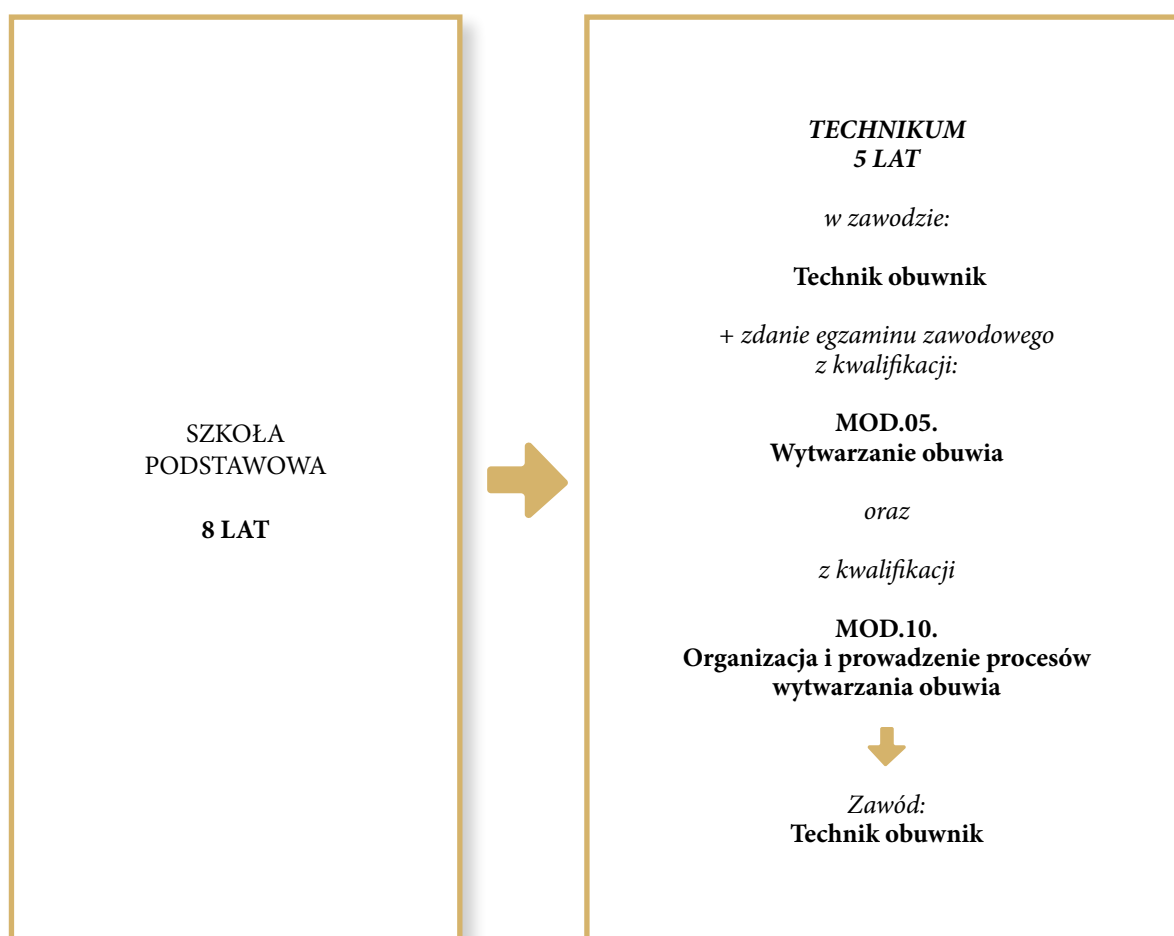 SZKOŁA
PODSTAWOWA
8 LAT
TECHNIKUM
5 LAT
w zawodzie:
Technik obuwnik
+ zdanie egzaminu zawodowego
z kwalifikacji:
MOD.05.
Wytwarzanie obuwia
oraz
z kwalifikacji
MOD.10.
Organizacja i prowadzenie procesów
wytwarzania obuwia
Zawód:
Technik obuwnik